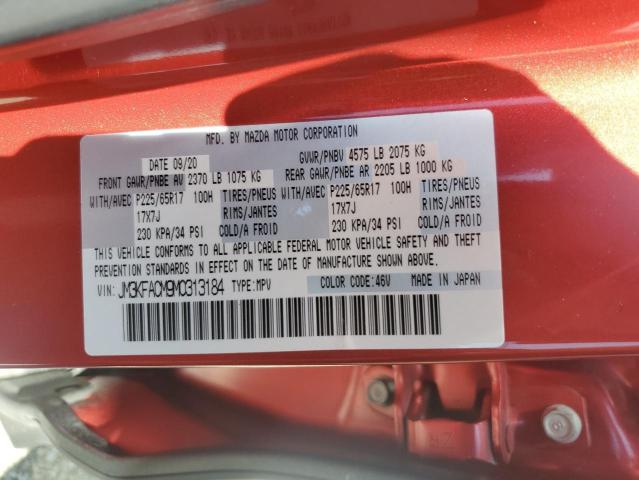 MFD. BY MAZDA MOTOR CORPORATION
DATE 09/20 GVWR/PNBV 4575 LB 2075 KG
FRONT GAWR/PNBE AV 2370 LB 1075 KG REAR GAWR/PNBE AR 2205 LB 1000 KG
WITH/AVEC P225/65R17 100H TIRES/PNEUS WITH/AVEC P225/65R17 100H TIRES/PNEUS
17X7J RIMS/JANTES 17X7J RIMS/JANTES
230 KPA/34 PSI COLD/A FROID 230 KPA/34 PSI COLD/A FROID
THIS VEHICLE CONFORMS TO ALL APPLICABLE FEDERAL MOTOR VEHICLE SAFETY AND THEFT
PREVENTION STANDARDS IN EFFECT ON THE DATE OF MANUFACTURE SHOWN ABOVE.
VIN: JM3KFACM9M0313184 TYPE:MPV COLOR CODE:46V MADE IN JAPAN